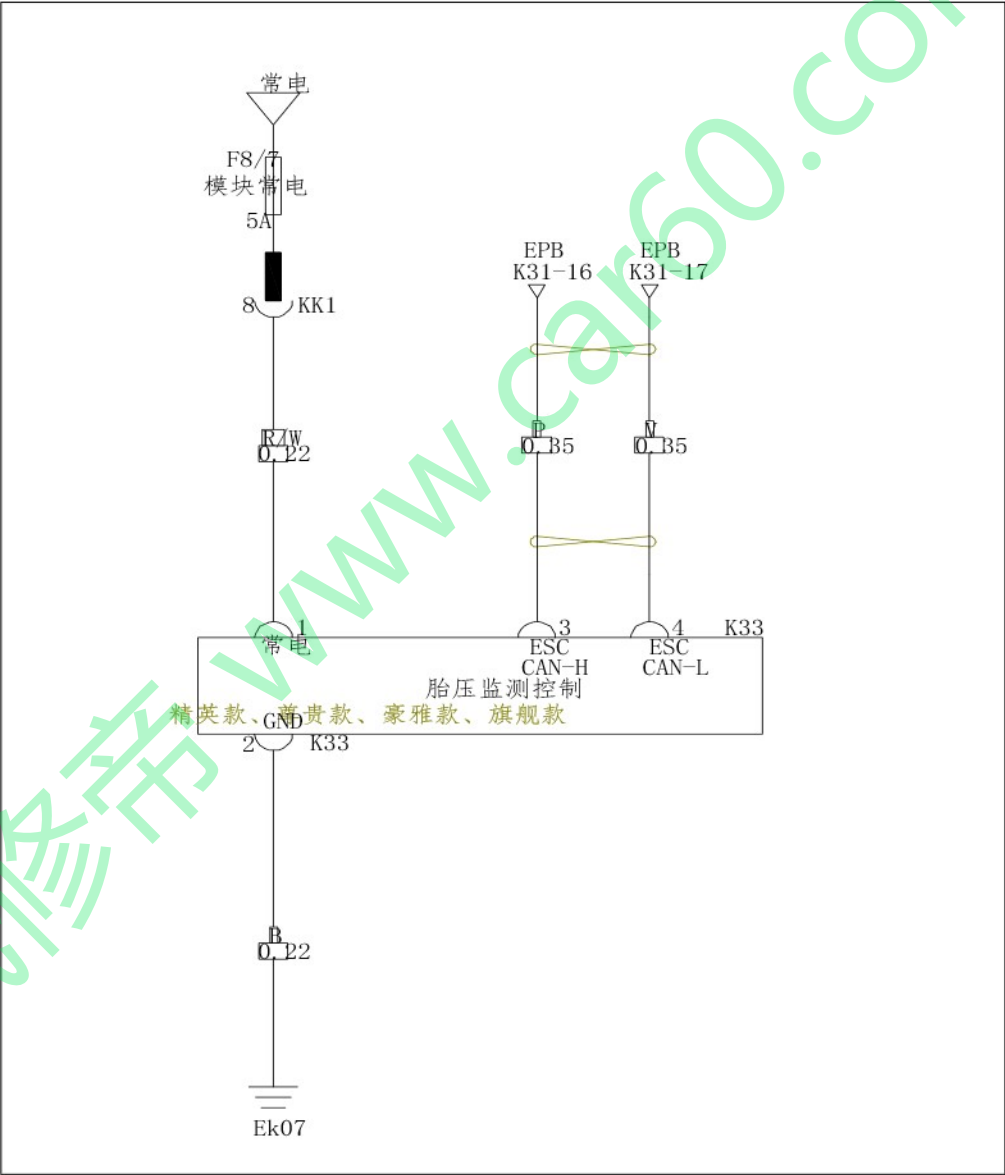 常电
F8/7
模块常电
5A
8 KK1
EPB
K31-16
EPB
K31-17
R/W
0.22
P
0.35
V
0.35
1
常电
3
ESC
CAN-H
4
ESC
CAN-L
K33
胎压监测控制
精英款、尊贵款、豪雅款、旗舰款
GND
2
K33
B
0.22
Ek07
修帝 www.car60.co